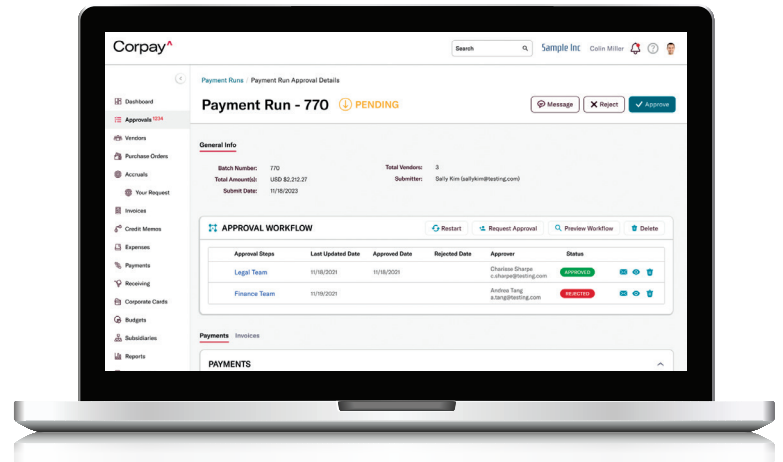 Corpay^
Search
Sample Inc
Colin Miller
Payment Runs / Payment Run Approval Details
Payment Run - 770
PENDING
Message
Reject
Approve
Dashboard
Approvals 1234
Vendors
Purchase Orders
Accruals
Your Request
Invoices
Credit Memos
Expenses
Payments
Receiving
Corporate Cards
Budgets
Subsidiaries
Reports
General Info
Batch Number: 770
Total Vendors: 3
Total Amount(s): USD $2,212.27
Submitter: Sally Kim (sallykim@testing.com)
Submit Date: 11/18/2023
APPROVAL WORKFLOW
Restart
Request Approval
Preview Workflow
Delete
Approval Steps Last Updated Date Approved Date Rejected Date Approver Status
Legal Team 11/18/2021 11/18/2021 Charisse Sharpe APPROVED
c.sharpe@testing.com
Finance Team 11/19/2021 Andrea Tang REJECTED
a.tang@testing.com
Payments Invoices
PAYMENTS